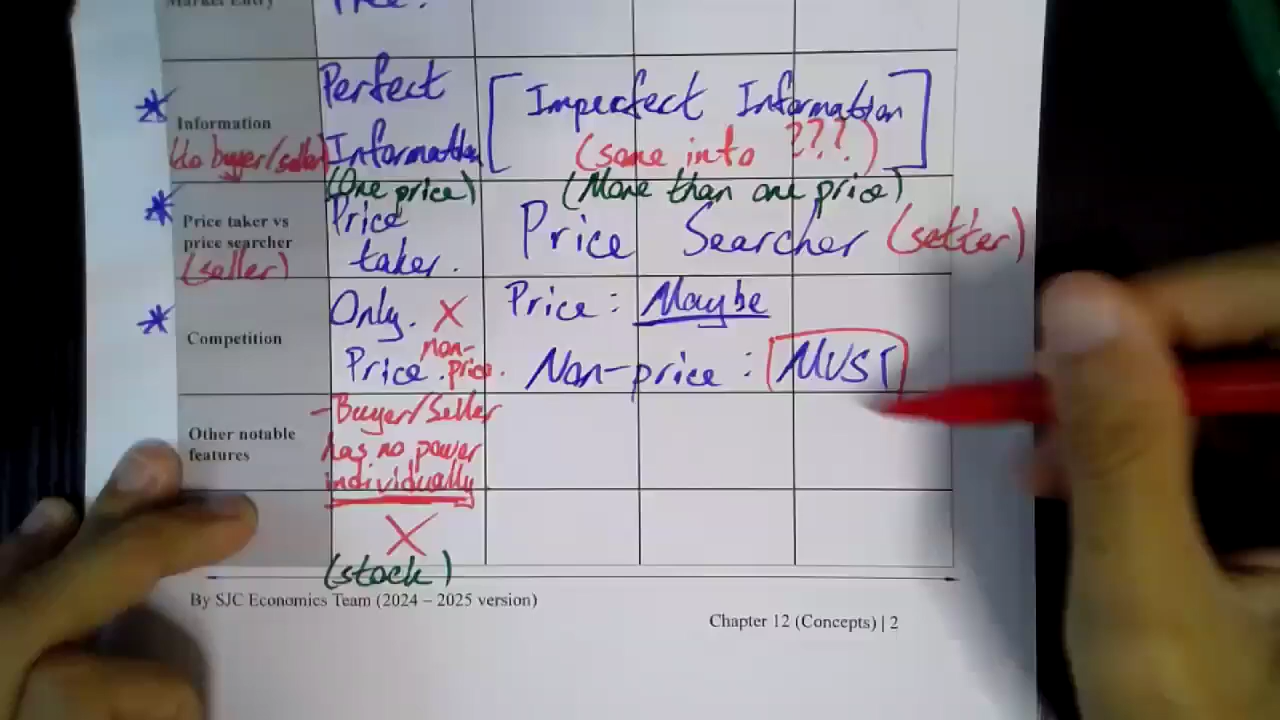 Market Entry
Free.
Information
(to buyer/seller)
Perfect
Information
(One price)
[Imperfect Information]
(some info ???)
(More than one price)
Price taker vs
price searcher
(seller)
Price
taker.
Price Searcher (setter)
Competition
Only. X
Price. non-
price.
Price : Maybe
Non-price : MUST
Other notable
features
-Buyer/Seller
has no power
individually
X
(stock)
By SJC Economics Team (2024 – 2025 version)
Chapter 12 (Concepts) | 2